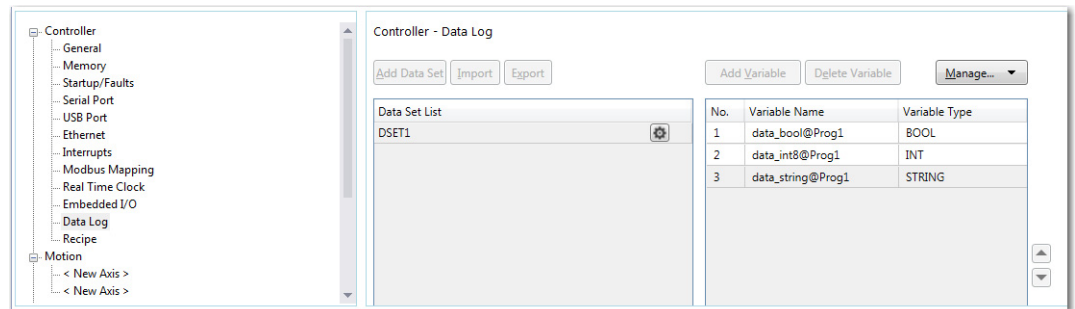 Controller
General
Memory
Startup/Faults
Serial Port
USB Port
Ethernet
Interrupts
Modbus Mapping
Real Time Clock
Embedded I/O
Data Log
Recipe
Motion
< New Axis >
< New Axis >
Controller - Data Log
Add Data Set Import Export
Add Variable Delete Variable Manage...
Data Set List
DSET1
No. Variable Name Variable Type
1 data_bool@Prog1 BOOL
2 data_int8@Prog1 INT
3 data_string@Prog1 STRING